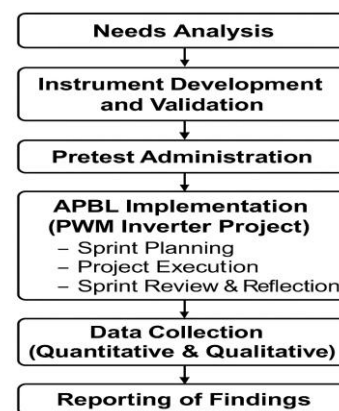 Needs Analysis
Instrument Development
and Validation
Pretest Administration
APBL Implementation
(PWM Inverter Project)
– Sprint Planning
– Project Execution
– Sprint Review & Reflection
Data Collection
(Quantitative & Qualitative)
Reporting of Findings